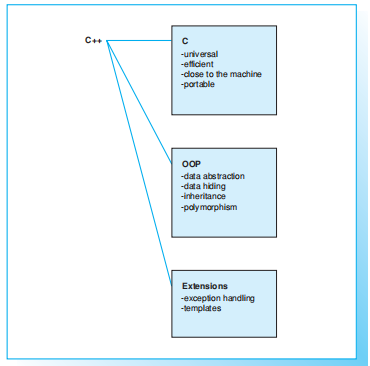 C++
C
-universal
-efficient
-close to the machine
-portable
OOP
-data abstraction
-data hiding
-inheritance
-polymorphism
Extensions
-exception handling
-templates